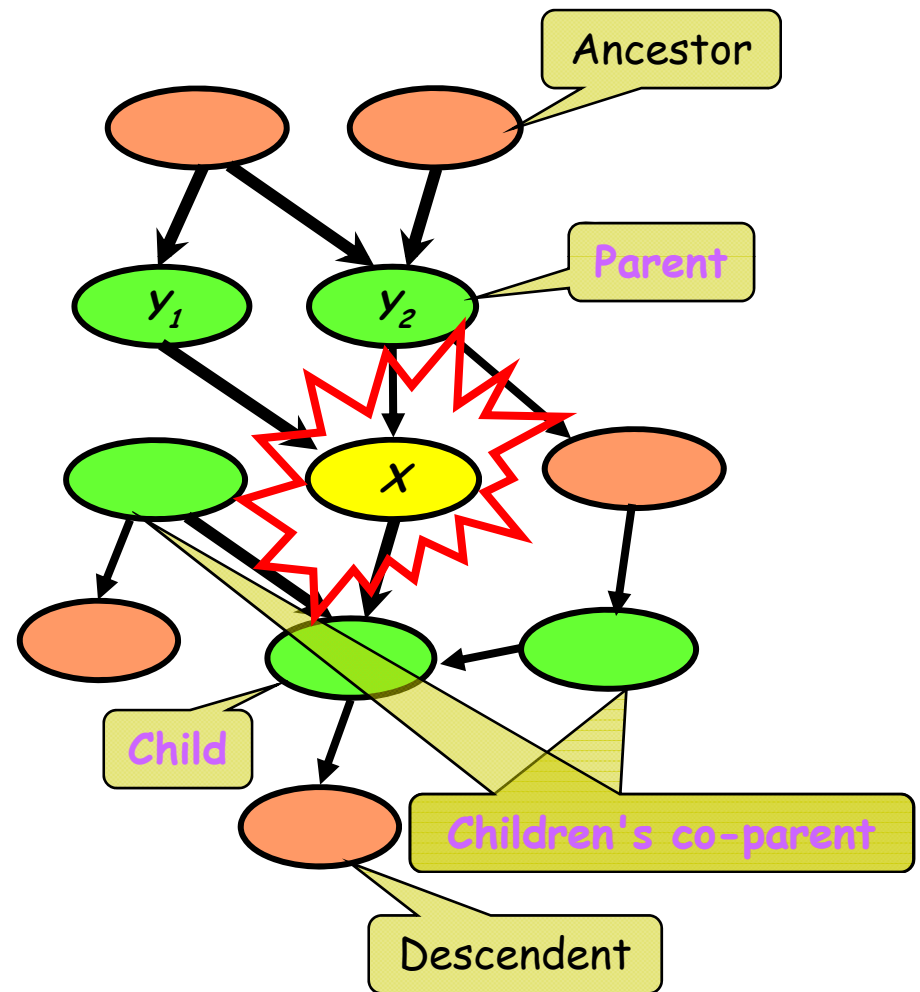 Ancestor
Parent
Y1
Y2
X
Child
Children's co-parent
Descendent